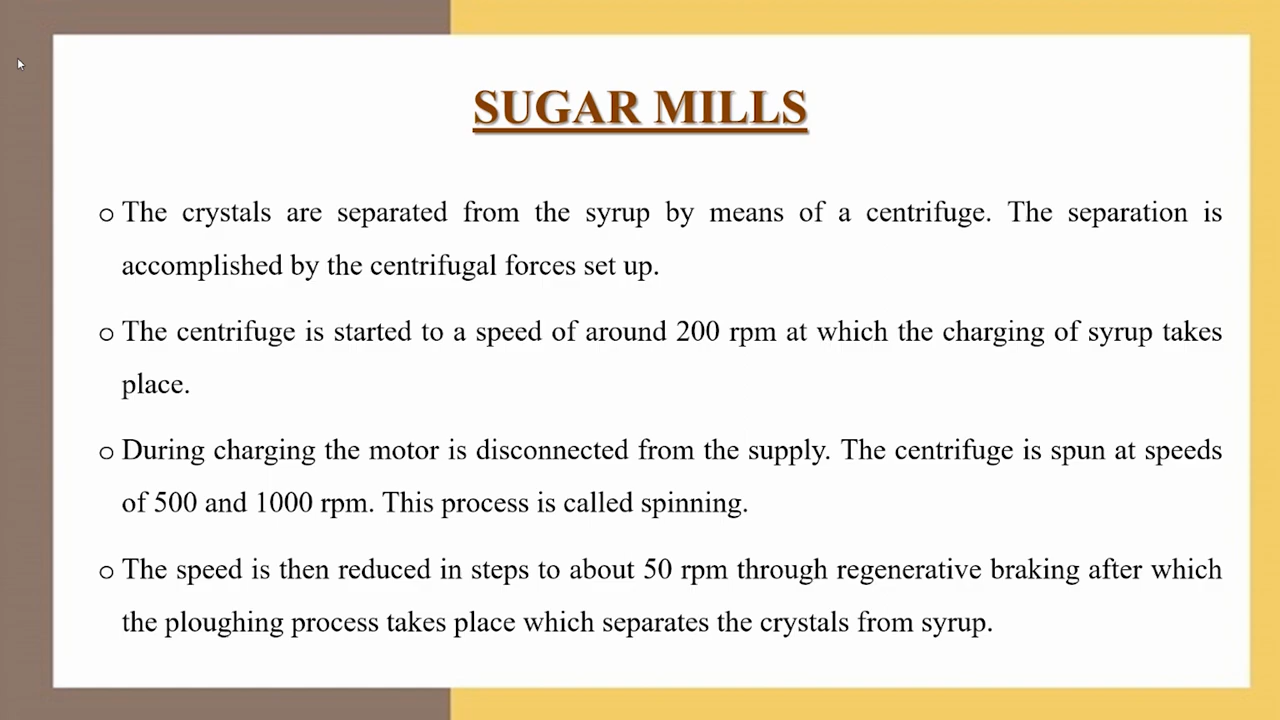 SUGAR MILLS
o The crystals are separated from the syrup by means of a centrifuge. The separation is
accomplished by the centrifugal forces set up.
o The centrifuge is started to a speed of around 200 rpm at which the charging of syrup takes
place.
o During charging the motor is disconnected from the supply. The centrifuge is spun at speeds
of 500 and 1000 rpm. This process is called spinning.
o The speed is then reduced in steps to about 50 rpm through regenerative braking after which
the ploughing process takes place which separates the crystals from syrup.